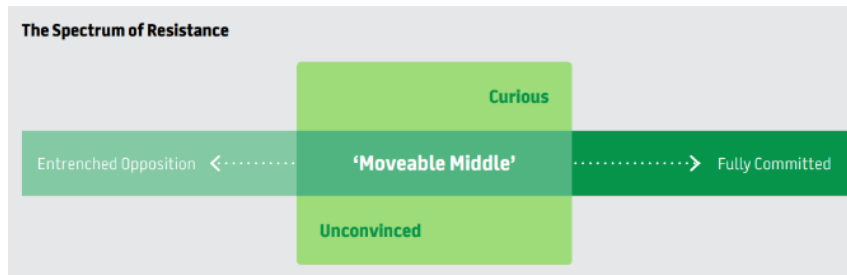 The Spectrum of Resistance
Curious
Entrenched Opposition ‘Moveable Middle’ Fully Committed
Unconvinced